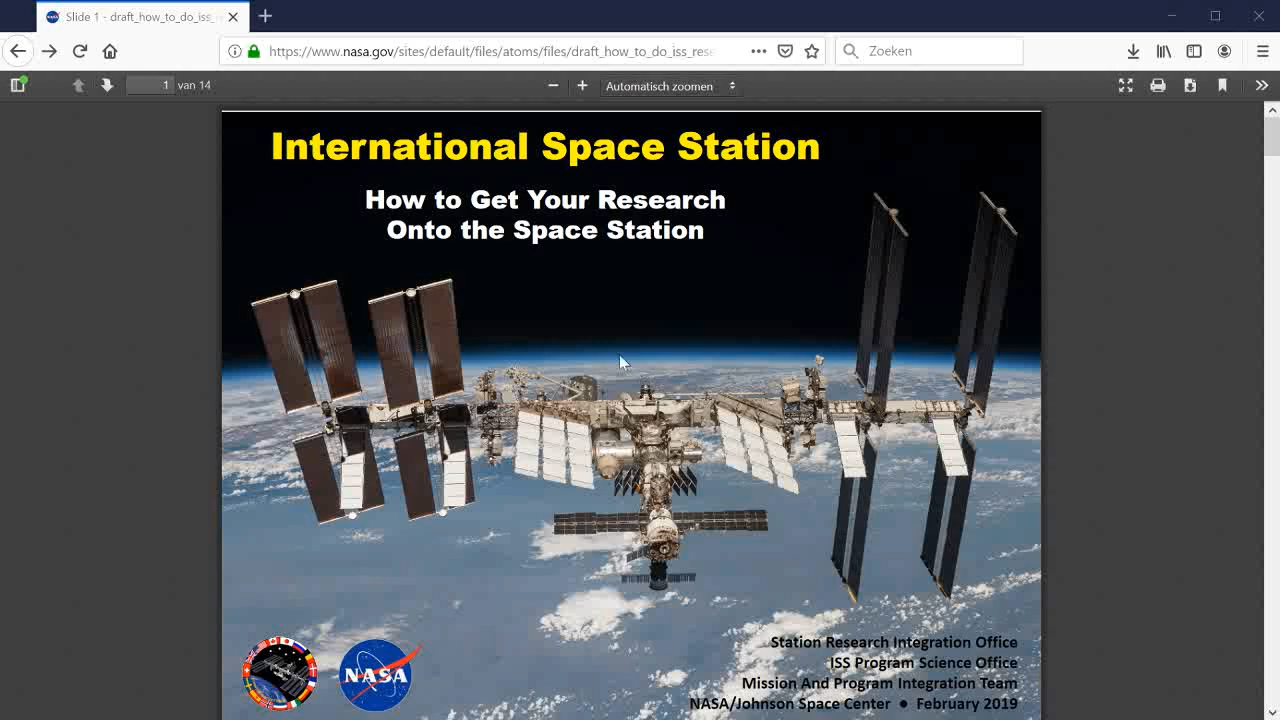 Slide 1 - draft_how_to_do_iss_re
https://www.nasa.gov/sites/default/files/atoms/files/draft_how_to_do_iss_rese
Zoeken
1 van 14
Automatisch zoomen
International Space Station
How to Get Your Research
Onto the Space Station
NASA
Station Research Integration Office
ISS Program Science Office
Mission And Program Integration Team
NASA/Johnson Space Center ● February 2019